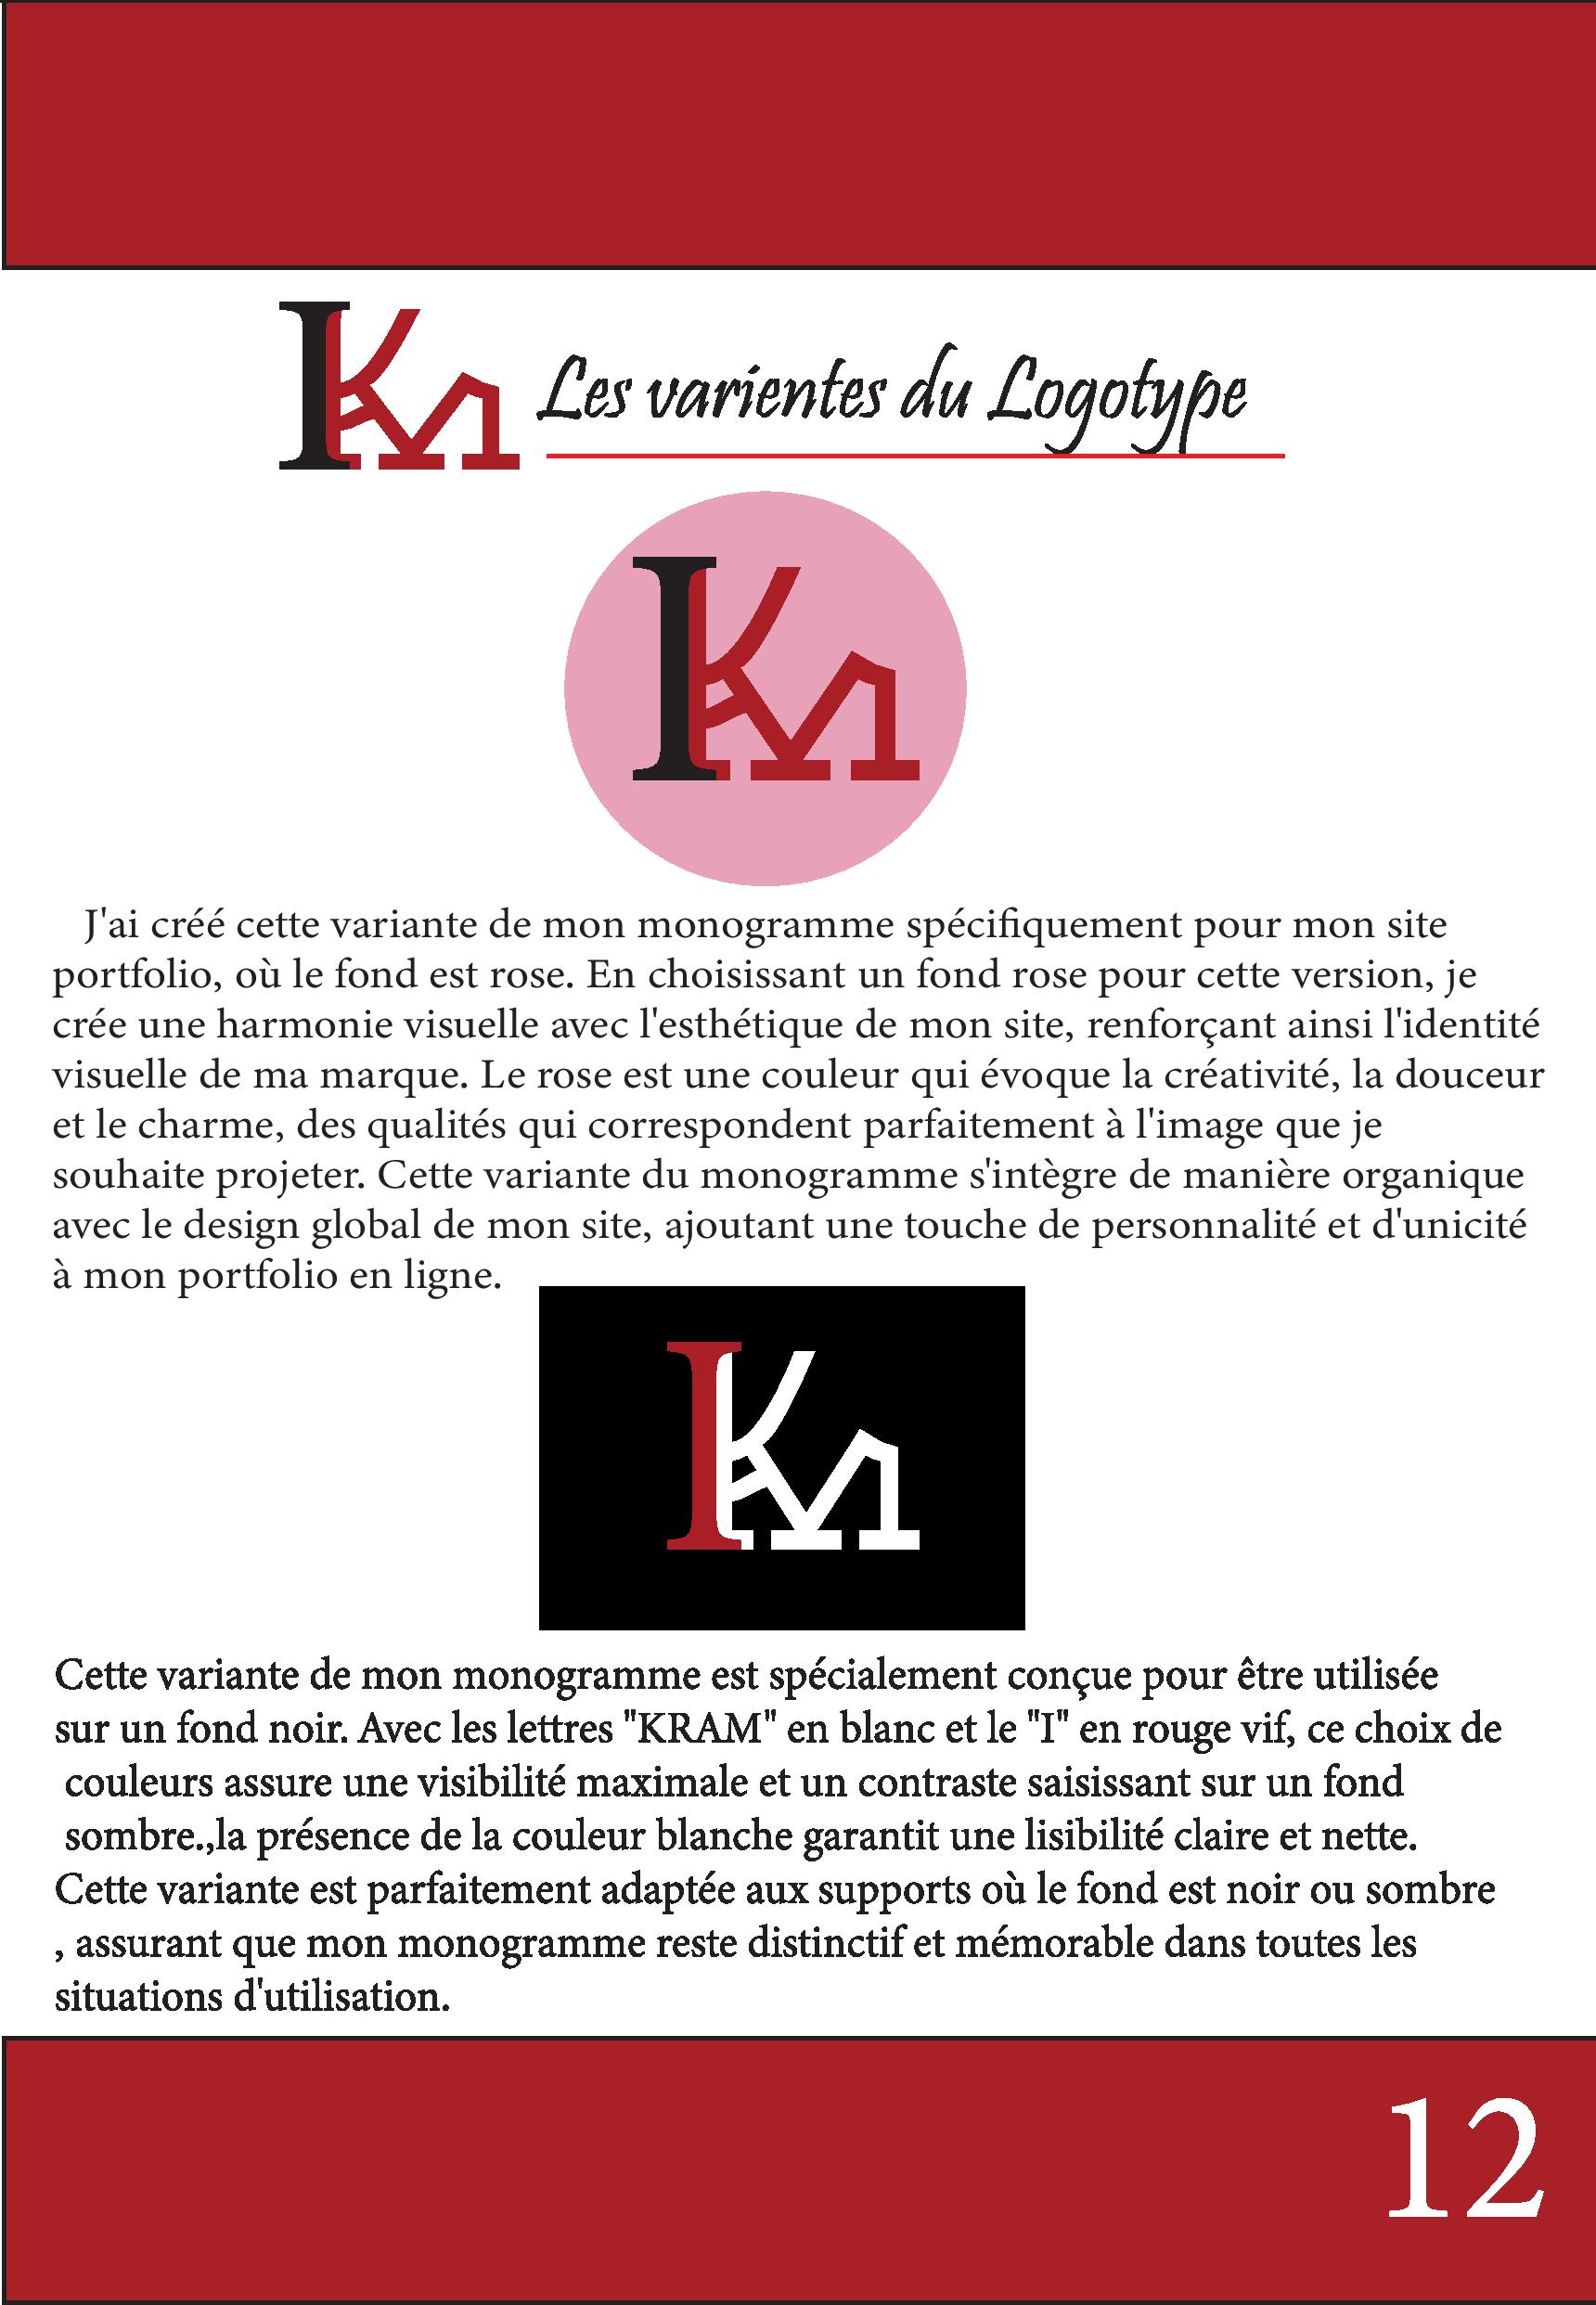 Les varientes du Logotype
J'ai créé cette variante de mon monogramme spécifiquement pour mon site
portfolio, où le fond est rose. En choisissant un fond rose pour cette version, je
crée une harmonie visuelle avec l'esthétique de mon site, renforçant ainsi l'identité
visuelle de ma marque. Le rose est une couleur qui évoque la créativité, la douceur
et le charme, des qualités qui correspondent parfaitement à l'image que je
souhaite projeter. Cette variante du monogramme s'intègre de manière organique
avec le design global de mon site, ajoutant une touche de personnalité et d'unicité
à mon portfolio en ligne.
Cette variante de mon monogramme est spécialement conçue pour être utilisée
sur un fond noir. Avec les lettres "KRAM" en blanc et le "I" en rouge vif, ce choix de
couleurs assure une visibilité maximale et un contraste saisissant sur un fond
sombre.,la présence de la couleur blanche garantit une lisibilité claire et nette.
Cette variante est parfaitement adaptée aux supports où le fond est noir ou sombre
, assurant que mon monogramme reste distinctif et mémorable dans toutes les
situations d'utilisation.
12